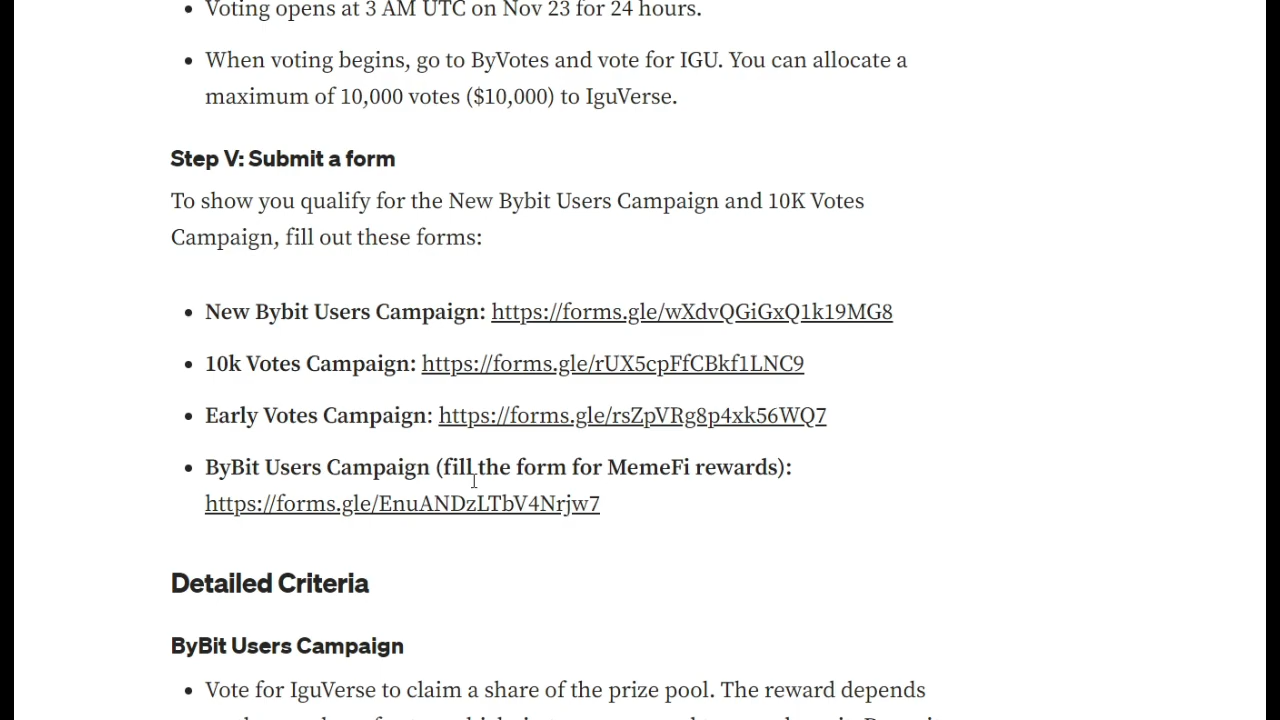 Voting opens at 3 AM UTC on Nov 23 for 24 hours.
When voting begins, go to ByVotes and vote for IGU. You can allocate a
maximum of 10,000 votes ($10,000) to IguVerse.
Step V: Submit a form
To show you qualify for the New Bybit Users Campaign and 10K Votes
Campaign, fill out these forms:
New Bybit Users Campaign: https://forms.gle/wXdvQGiGxQ1k19MG8
10k Votes Campaign: https://forms.gle/rUX5cpFfCBkf1LNC9
Early Votes Campaign: https://forms.gle/rsZpVRg8p4xk56WQ7
ByBit Users Campaign (fill the form for MemeFi rewards):
https://forms.gle/EnuANDzLTbV4Nrjw7
Detailed Criteria
ByBit Users Campaign
Vote for IguVerse to claim a share of the prize pool. The reward depends